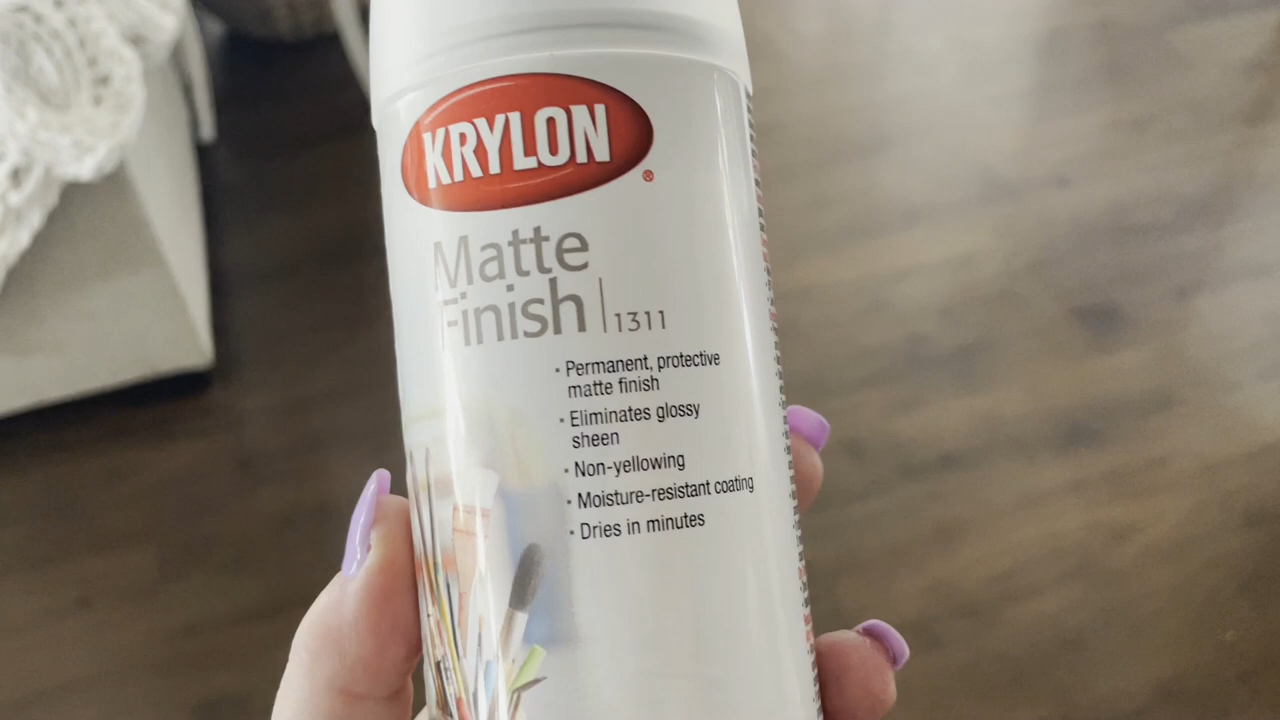 KRYLON®
Matte
Finish | 1311
· Permanent, protective
matte finish
· Eliminates glossy
sheen
· Non-yellowing
· Moisture-resistant coating
· Dries in minutes